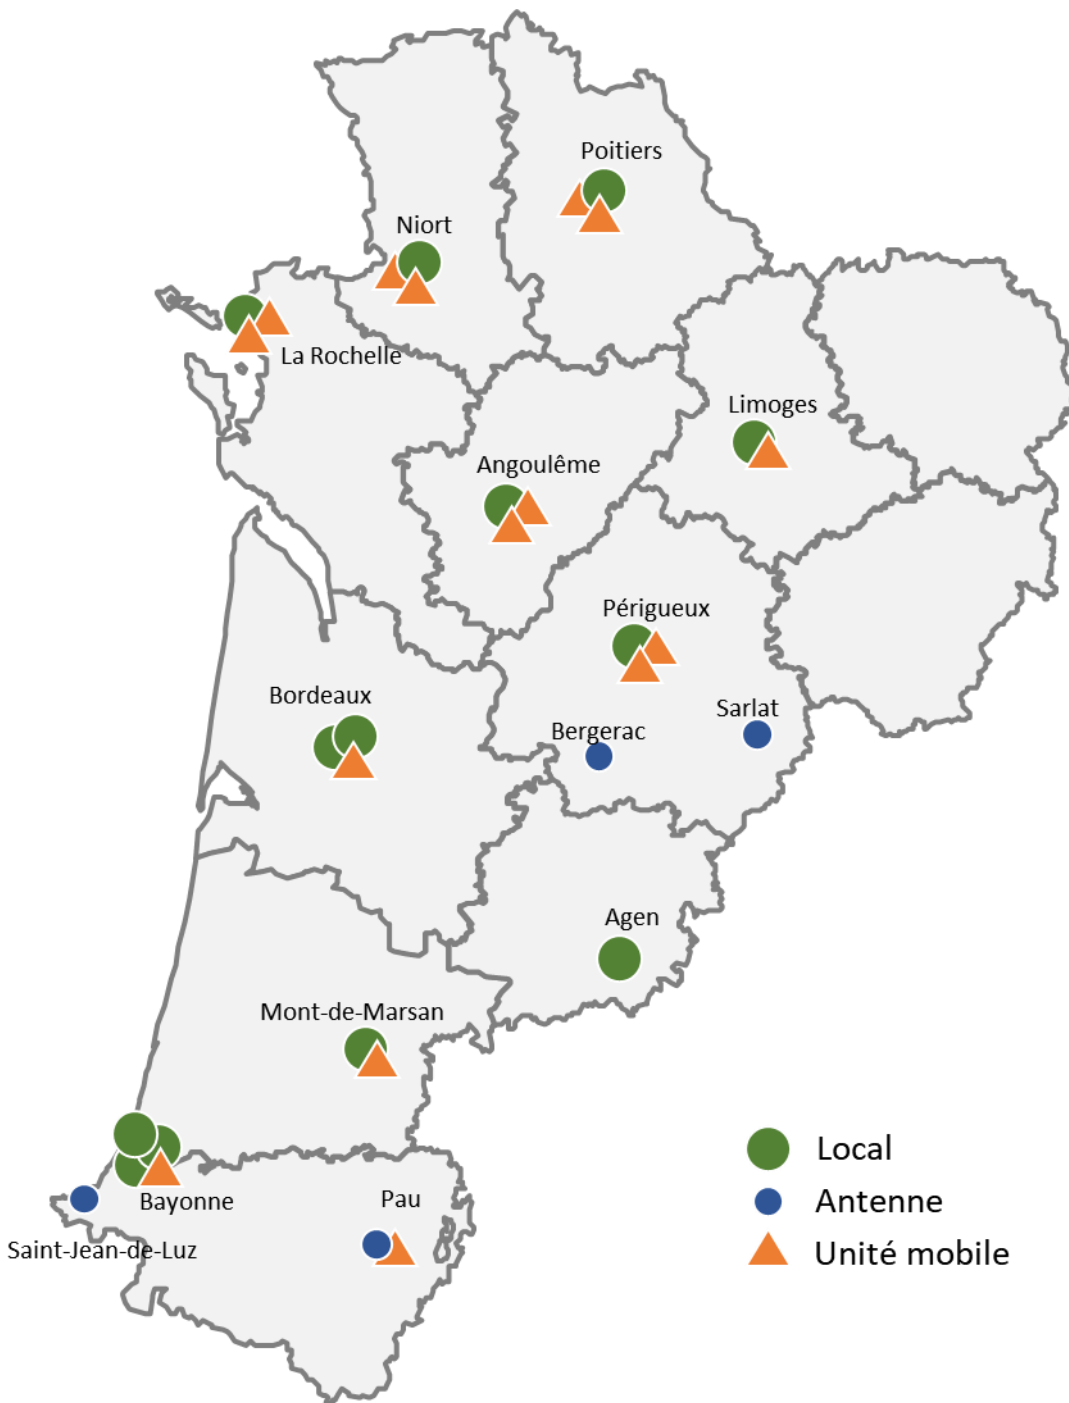 Poitiers
Niort
La Rochelle
Limoges
Angoulême
Périgueux
Bordeaux
Sarlat
Bergerac
Agen
Mont-de-Marsan
Bayonne
Pau
Saint-Jean-de-Luz
Local
Antenne
Unité mobile